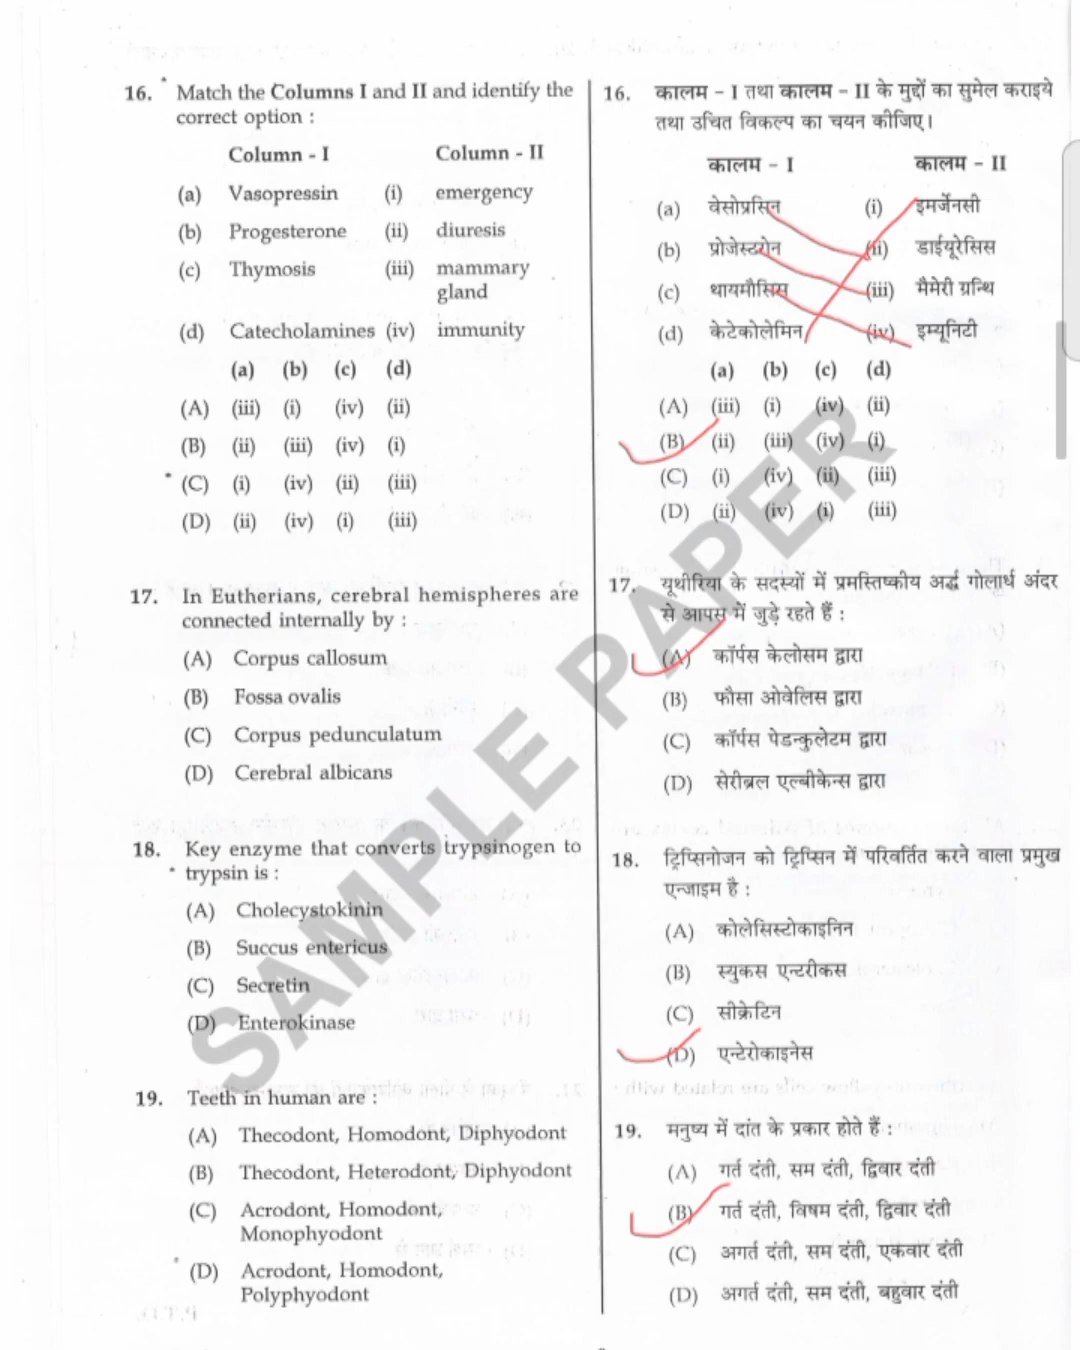 16. Match the Columns I and II and identify the
correct option :
Column - I Column - II
(a) Vasopressin (i) emergency
(b) Progesterone (ii) diuresis
(c) Thymosis (iii) mammary
gland
(d) Catecholamines (iv) immunity
(a) (b) (c) (d)
(A) (iii) (i) (iv) (ii)
(B) (ii) (iii) (iv) (i)
(C) (i) (iv) (ii) (iii)
(D) (ii) (iv) (i) (iii)
17. In Eutherians, cerebral hemispheres are
connected internally by :
(A) Corpus callosum
(B) Fossa ovalis
(C) Corpus pedunculatum
(D) Cerebral albicans
18. Key enzyme that converts trypsinogen to
trypsin is :
(A) Cholecystokinin
(B) Succus entericus
(C) Secretin
(D) Enterokinase
19. Teeth in human are :
(A) Thecodont, Homodont, Diphyodont
(B) Thecodont, Heterodont, Diphyodont
(C) Acrodont, Homodont,
Monophyodont
(D) Acrodont, Homodont,
Polyphyodont
16. कालम - I तथा कालम - II के मुद्दों का सुमेल कराइये
तथा उचित विकल्प का चयन कीजिए।
कालम - I कालम - II
(a) वेसोप्रसिन (i) इमर्जेनसी
(b) प्रोजेस्टरोन (ii) डाईयूरेसिस
(c) थायमौसिस (iii) मैमेरी ग्रन्थि
(d) केटेकोलेमिन (iv) इम्यूनिटी
(a) (b) (c) (d)
(A) (iii) (i) (iv) (ii)
(B) (ii) (iii) (iv) (i)
(C) (i) (iv) (ii) (iii)
(D) (ii) (iv) (i) (iii)
17. यूथीरिया के सदस्यों में प्रमस्तिष्कीय अर्द्ध गोलार्ध अंदर
से आपस में जुड़े रहते हैं :
(A) कॉर्पस केलोसम द्वारा
(B) फौसा ओवेलिस द्वारा
(C) कॉर्पस पेडन्कुलेटम द्वारा
(D) सेरीब्रल एल्बीकेन्स द्वारा
18. ट्रिप्सिनोजन को ट्रिप्सिन में परिवर्तित करने वाला प्रमुख
एन्जाइम है :
(A) कोलेसिस्टोकाइनिन
(B) स्युकस एन्टरीकस
(C) सीक्रेटिन
(D) एन्टेरोकाइनेस
19. मनुष्य में दांत के प्रकार होते हैं :
(A) गर्त दंती, सम दंती, द्विवार दंती
(B) गर्त दंती, विषम दंती, द्विवार दंती
(C) अगर्त दंती, सम दंती, एकवार दंती
(D) अगर्त दंती, सम दंती, बहुवार दंती
SAMPLE PAPER